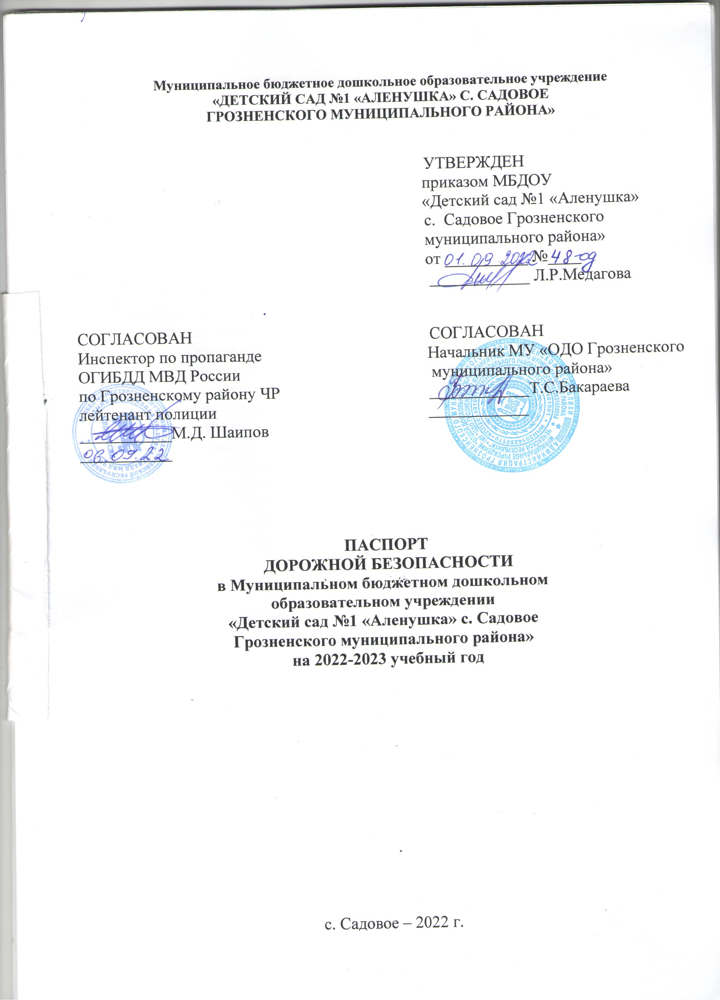 Муниципальное бюджетное дошкольное образовательное учреждение
«ДЕТСКИЙ САД №1 «АЛЕНУШКА» С. САДОВОЕ
ГРОЗНЕНСКОГО МУНИЦИПАЛЬНОГО РАЙОНА»
УТВЕРЖДЕН
приказом МБДОУ
«Детский сад №1 «Аленушка»
с. Садовое Грозненского
муниципального района»
от 01.09.2022 № 48-од
Л.Р.Медагова
СОГЛАСОВАН
Инспектор по пропаганде
ОГИБДД МВД России
по Грозненскому району ЧР
лейтенант полиции
М.Д. Шаипов
06.09.22
СОГЛАСОВАН
Начальник МУ «ОДО Грозненского
муниципального района»
Т.С.Бакараева
ПАСПОРТ
ДОРОЖНОЙ БЕЗОПАСНОСТИ
в Муниципальном бюджетном дошкольном
образовательном учреждении
«Детский сад №1 «Аленушка» с. Садовое
Грозненского муниципального района»
на 2022-2023 учебный год
с. Садовое – 2022 г.